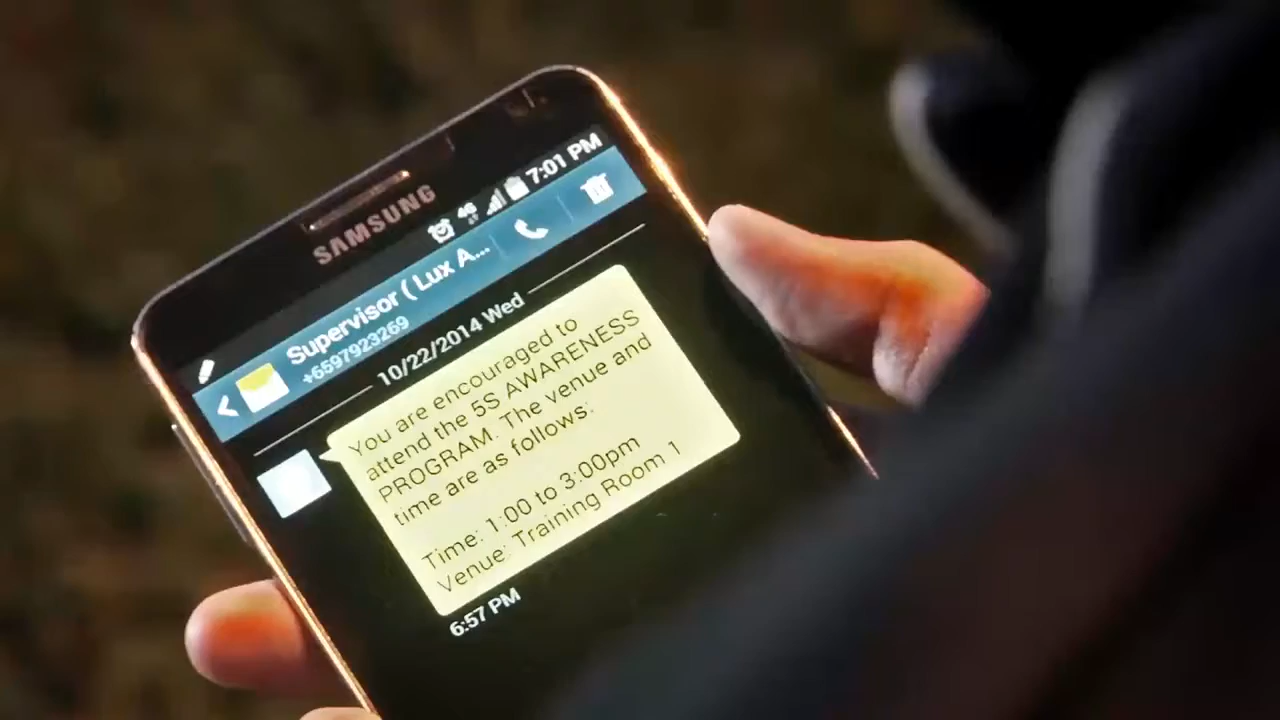 SAMSUNG
4G 7:01 PM
Supervisor ( Lux A...
+6597923269
10/22/2014 Wed
You are encouraged to
attend the 5S AWARENESS
PROGRAM. The venue and
time are as follows:
Time: 1:00 to 3:00pm
Venue: Training Room 1
6:57 PM